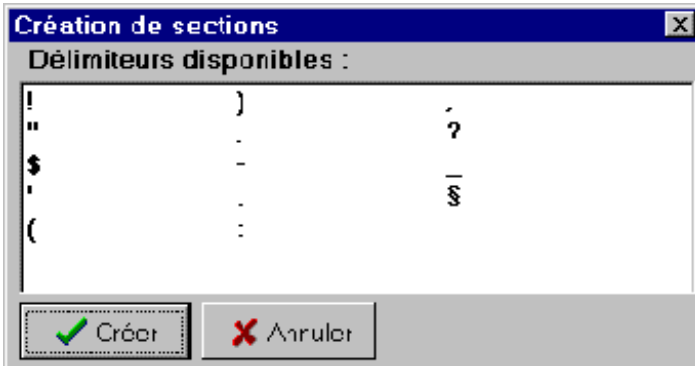 Création de sections
Délimiteurs disponibles :
! ) ,
" . ?
$ - _
' . §
( :
Créer Annuler